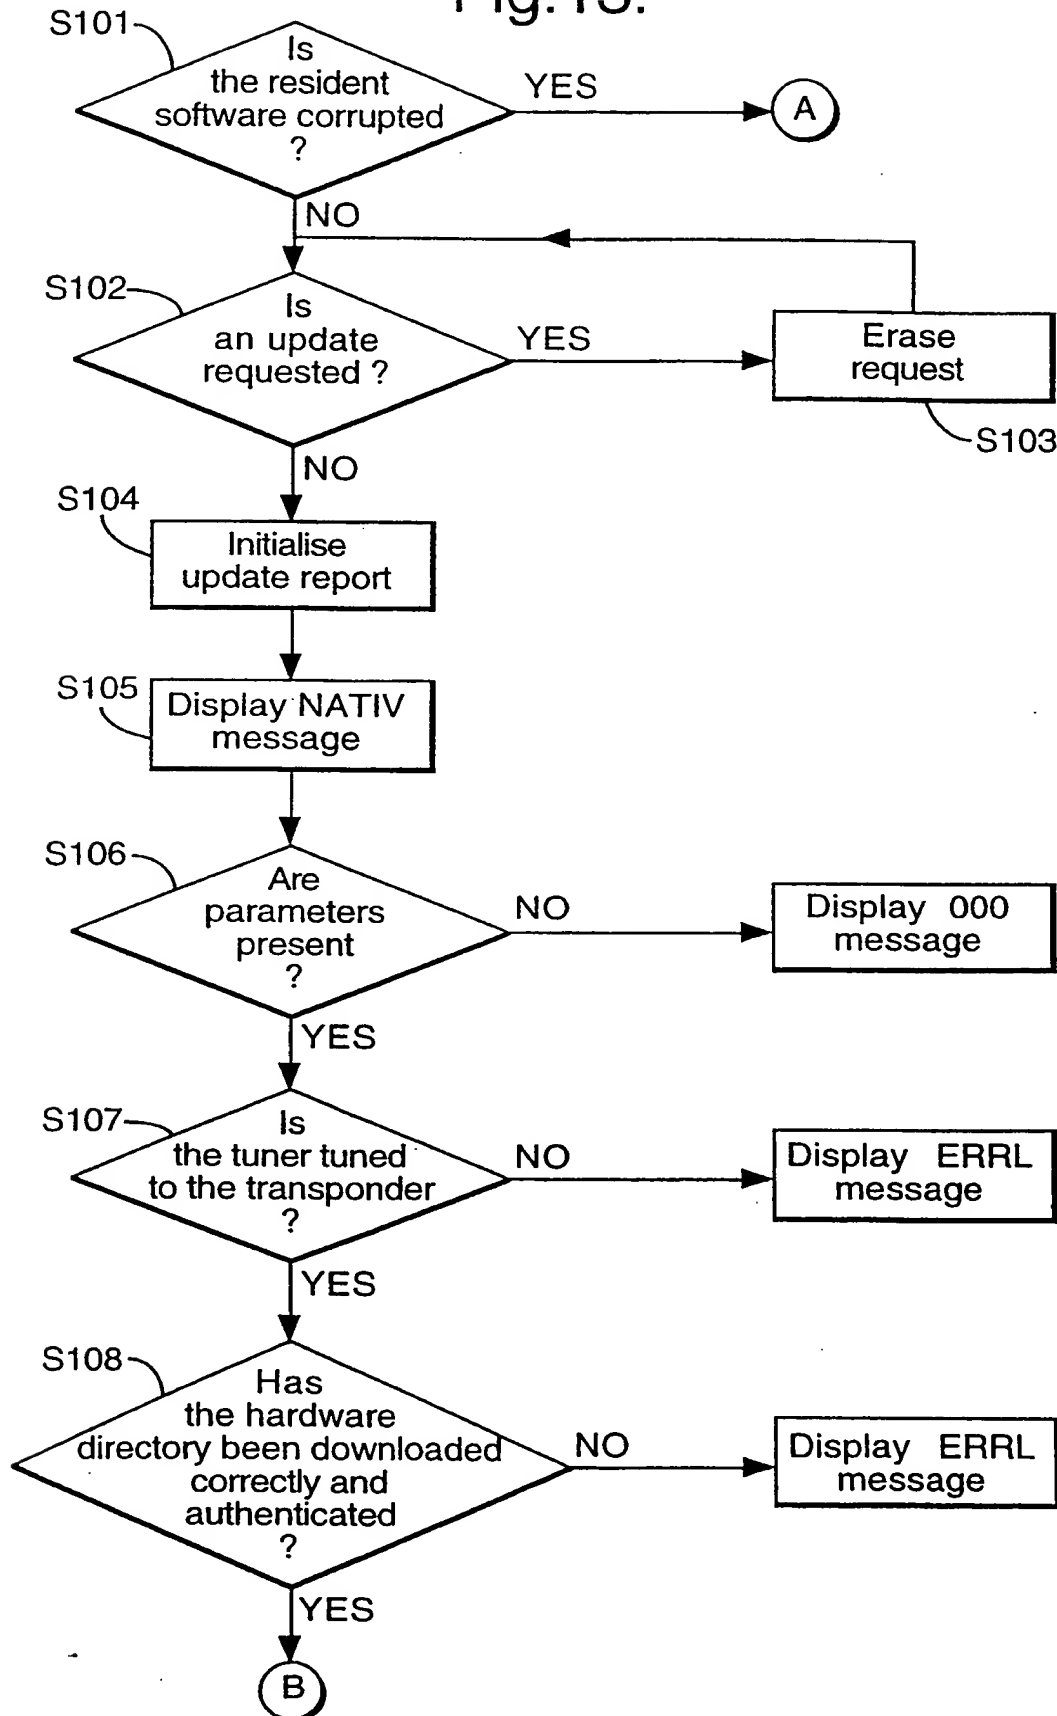 Fig.13.
S101
Is
the resident
software corrupted
?
YES
A
NO
S102
Is
an update
requested ?
YES
Erase
request
S103
NO
S104
Initialise
update report
S105
Display NATIV
message
S106
Are
parameters
present
?
NO
Display 000
message
YES
S107
Is
the tuner tuned
to the transponder
?
NO
Display ERRL
message
YES
S108
Has
the hardware
directory been downloaded
correctly and
authenticated
?
NO
Display ERRL
message
YES
B